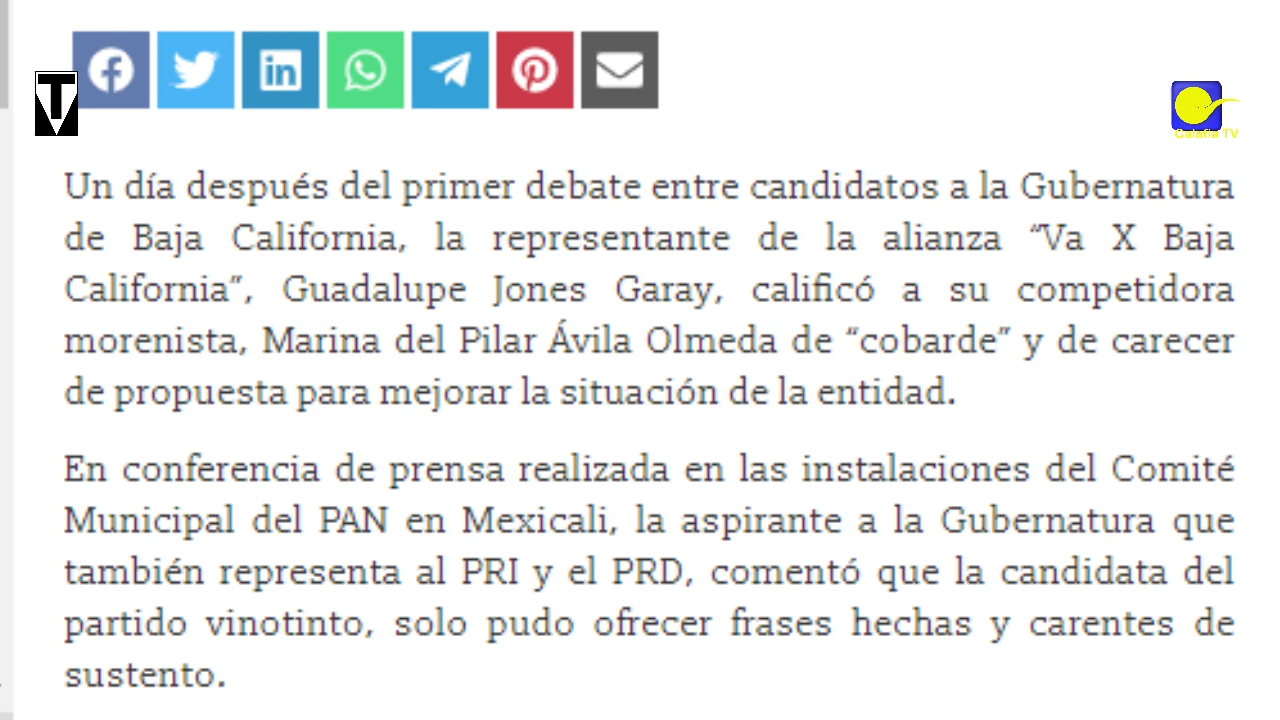 TV
Calafia TV
Un día después del primer debate entre candidatos a la Gubernatura
de Baja California, la representante de la alianza “Va X Baja
California”, Guadalupe Jones Garay, calificó a su competidora
morenista, Marina del Pilar Ávila Olmeda de “cobarde” y de carecer
de propuesta para mejorar la situación de la entidad.
En conferencia de prensa realizada en las instalaciones del Comité
Municipal del PAN en Mexicali, la aspirante a la Gubernatura que
también representa al PRI y el PRD, comentó que la candidata del
partido vinotinto, solo pudo ofrecer frases hechas y carentes de
sustento.